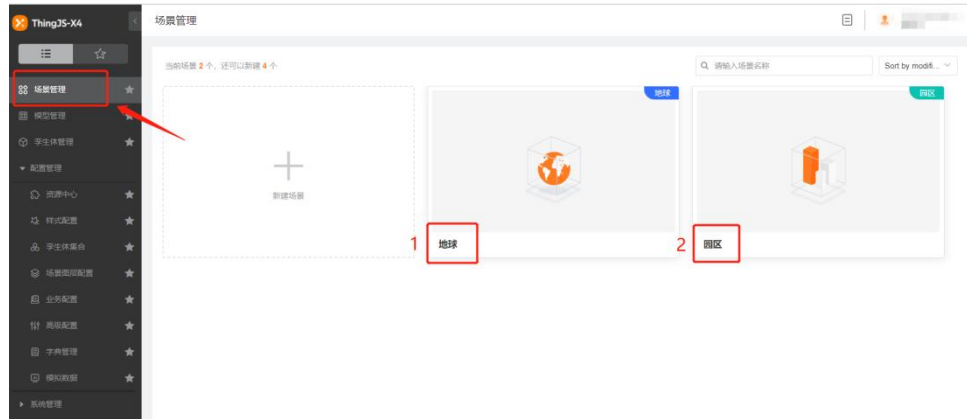 ThingJS-X4
场景管理
当前场景 2 个，还可以新建 4 个
请输入场景名称
Sort by modifi...
场景管理
模型管理
孪生体管理
配置管理
资源中心
样式配置
孪生体集合
场景图层配置
业务配置
高级配置
字典管理
模拟数据
系统管理
新建场景
地球
1
地球
园区
2
园区